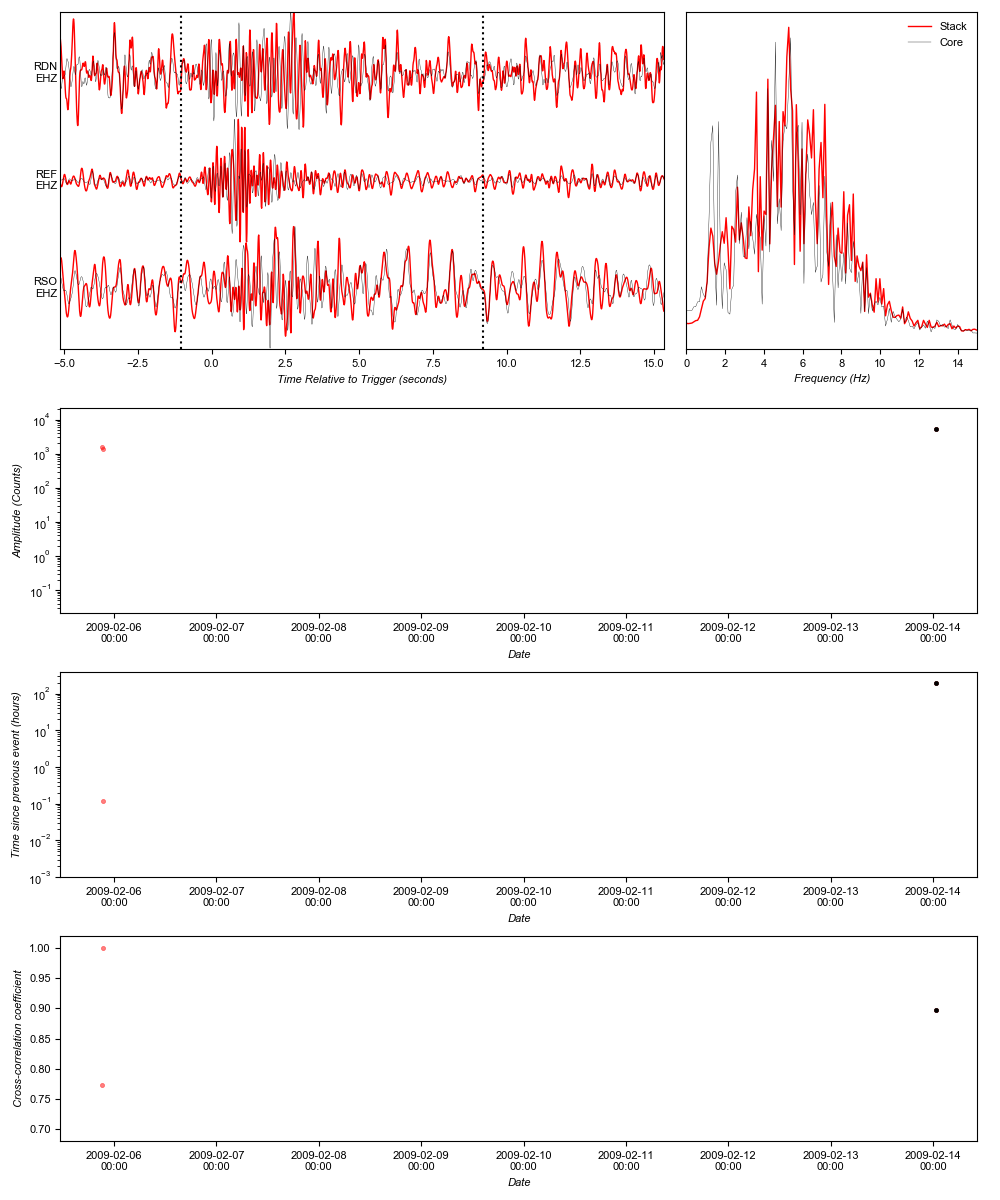 RDN
EHZ
REF
EHZ
RSO
EHZ
−5.0 −2.5 0.0 2.5 5.0 7.5 10.0 12.5 15.0
Time Relative to Trigger (seconds)
Stack
Core
0 2 4 6 8 10 12 14
Frequency (Hz)
10⁴
10³
10²
10¹
10⁰
10⁻¹
Amplitude (Counts)
2009-02-06 2009-02-07 2009-02-08 2009-02-09 2009-02-10 2009-02-11 2009-02-12 2009-02-13 2009-02-14
00:00 00:00 00:00 00:00 00:00 00:00 00:00 00:00 00:00
Date
10²
10¹
10⁰
10⁻¹
10⁻²
10⁻³
Time since previous event (hours)
2009-02-06 2009-02-07 2009-02-08 2009-02-09 2009-02-10 2009-02-11 2009-02-12 2009-02-13 2009-02-14
00:00 00:00 00:00 00:00 00:00 00:00 00:00 00:00 00:00
Date
1.00
0.95
0.90
0.85
0.80
0.75
0.70
Cross-correlation coefficient
2009-02-06 2009-02-07 2009-02-08 2009-02-09 2009-02-10 2009-02-11 2009-02-12 2009-02-13 2009-02-14
00:00 00:00 00:00 00:00 00:00 00:00 00:00 00:00 00:00
Date